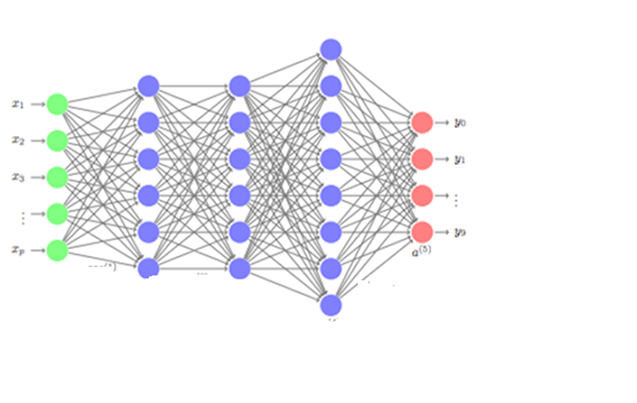 x₁
x₂
x₃
⋮
xₚ
y₀
y₁
⋮
y₉
a⁽⁵⁾